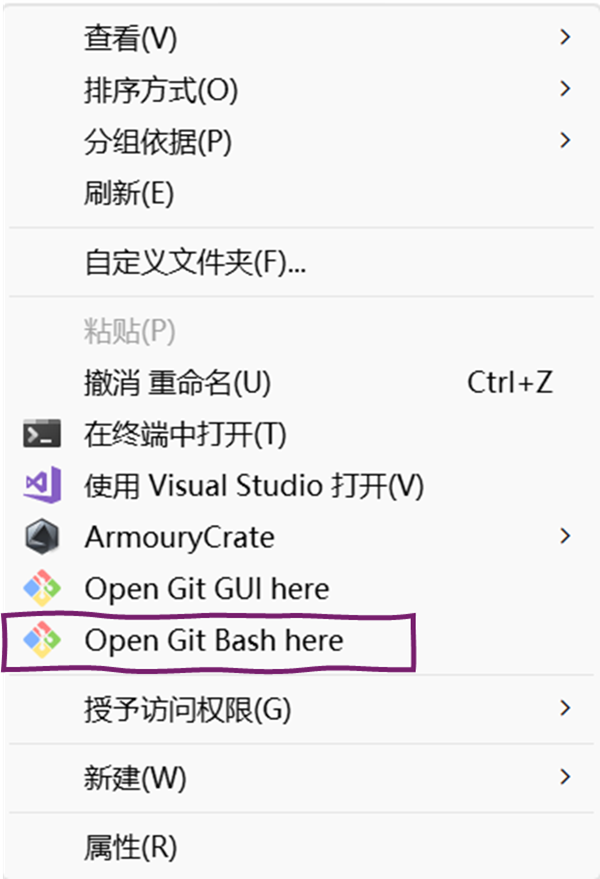 查看(V)
排序方式(O)
分组依据(P)
刷新(E)
自定义文件夹(F)...
粘贴(P)
撤消 重命名(U) Ctrl+Z
在终端中打开(T)
使用 Visual Studio 打开(V)
ArmouryCrate
Open Git GUI here
Open Git Bash here
授予访问权限(G)
新建(W)
属性(R)